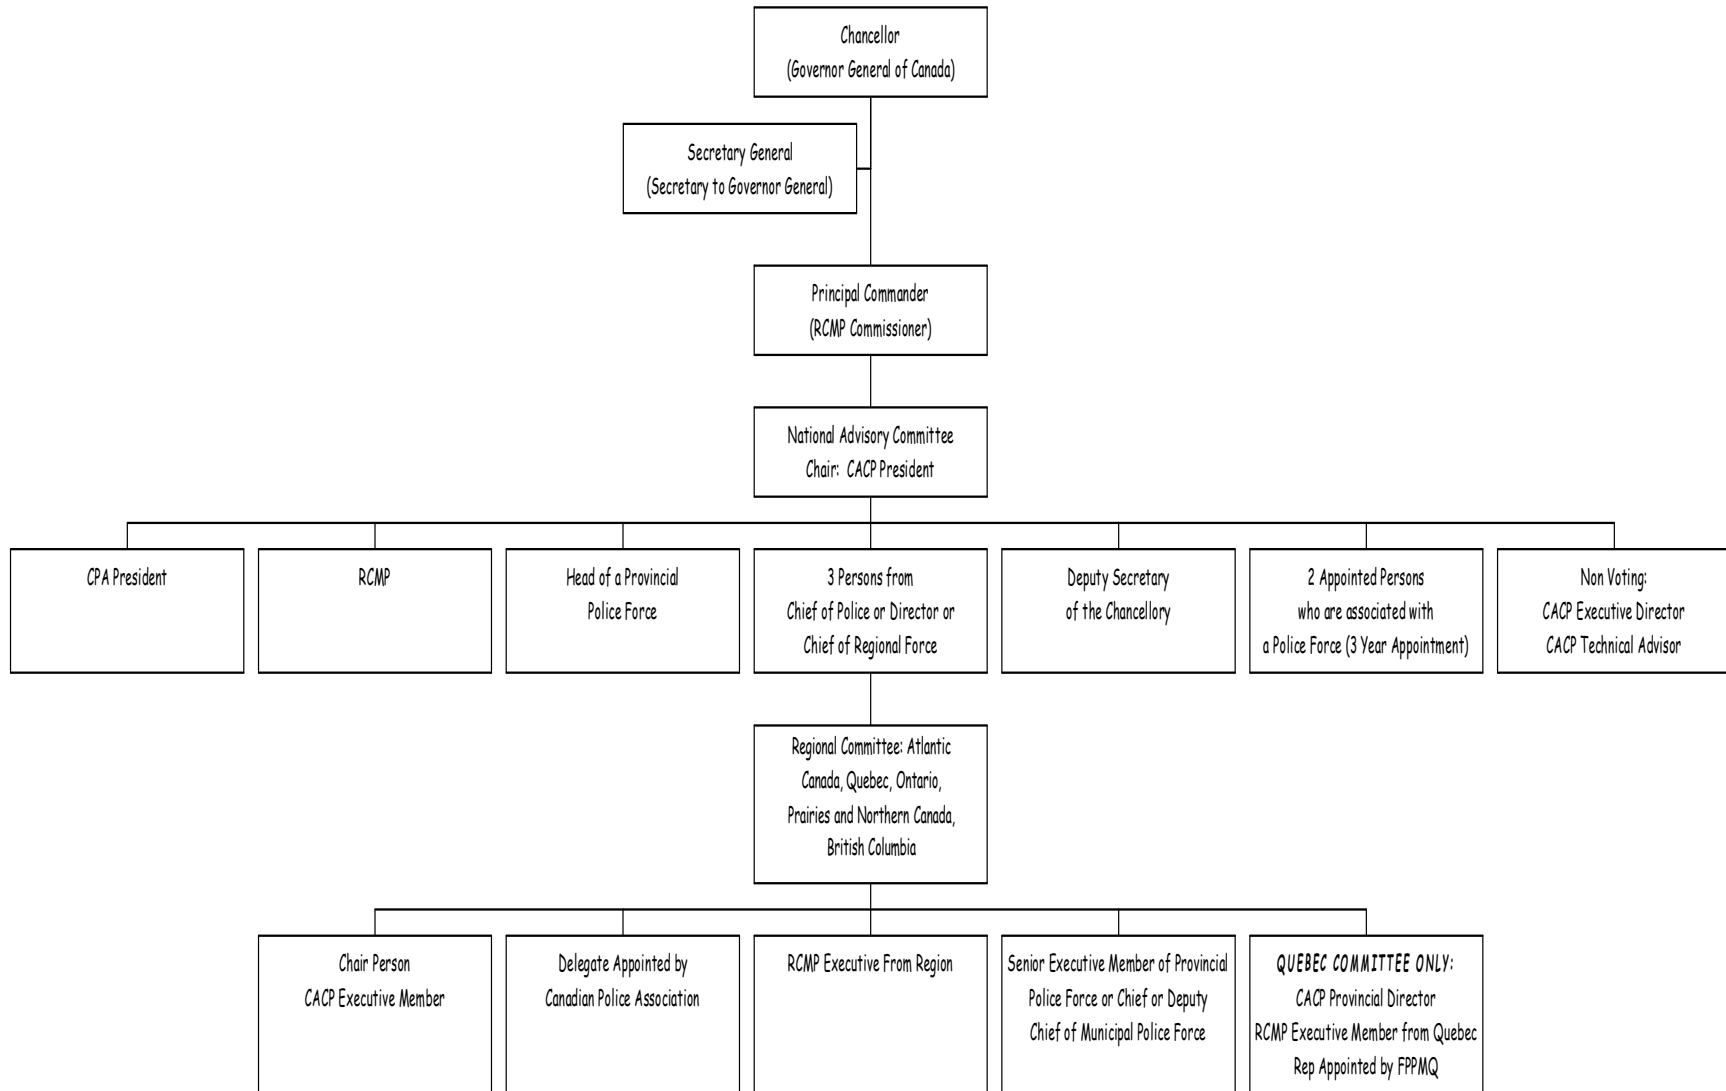 Chancellor
(Governor General of Canada)
Secretary General
(Secretary to Governor General)
Principal Commander
(RCMP Commissioner)
National Advisory Committee
Chair: CACP President
CPA President
RCMP
Head of a Provincial
Police Force
3 Persons from
Chief of Police or Director or
Chief of Regional Force
Deputy Secretary
of the Chancellory
2 Appointed Persons
who are associated with
a Police Force (3 Year Appointment)
Non Voting:
CACP Executive Director
CACP Technical Advisor
Regional Committee: Atlantic
Canada, Quebec, Ontario,
Prairies and Northern Canada,
British Columbia
Chair Person
CACP Executive Member
Delegate Appointed by
Canadian Police Association
RCMP Executive From Region
Senior Executive Member of Provincial
Police Force or Chief or Deputy
Chief of Municipal Police Force
QUEBEC COMMITTEE ONLY:
CACP Provincial Director
RCMP Executive Member from Quebec
Rep Appointed by FPPMQ